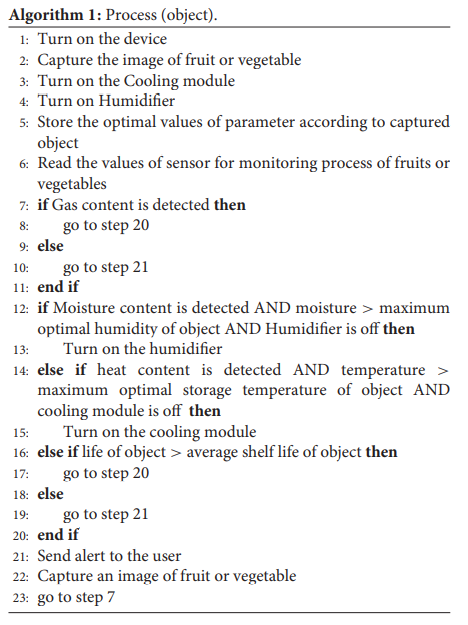 Algorithm 1: Process (object).
1: Turn on the device
2: Capture the image of fruit or vegetable
3: Turn on the Cooling module
4: Turn on Humidifier
5: Store the optimal values of parameter according to captured
object
6: Read the values of sensor for monitoring process of fruits or
vegetables
7: if Gas content is detected then
8: go to step 20
9: else
10: go to step 21
11: end if
12: if Moisture content is detected AND moisture > maximum
optimal humidity of object AND Humidifier is off then
13: Turn on the humidifier
14: else if heat content is detected AND temperature >
maximum optimal storage temperature of object AND
cooling module is off then
15: Turn on the cooling module
16: else if life of object > average shelf life of object then
17: go to step 20
18: else
19: go to step 21
20: end if
21: Send alert to the user
22: Capture an image of fruit or vegetable
23: go to step 7